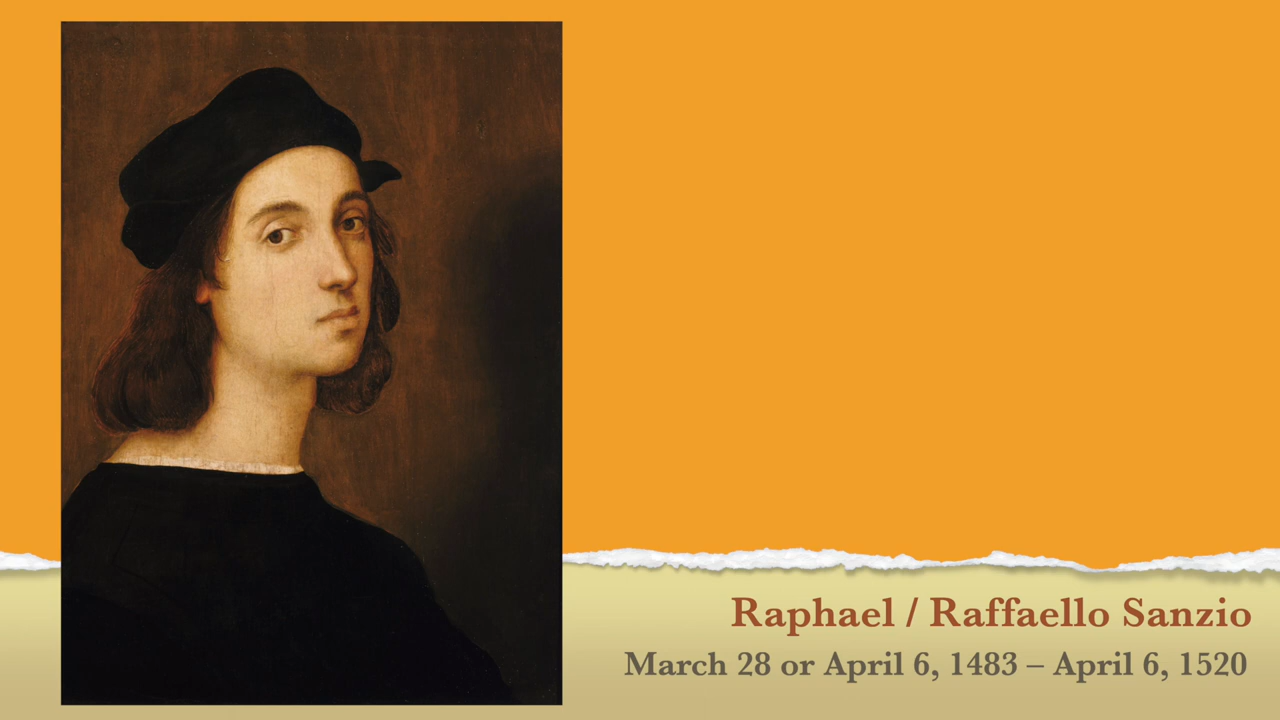 Raphael / Raffaello Sanzio
March 28 or April 6, 1483 – April 6, 1520